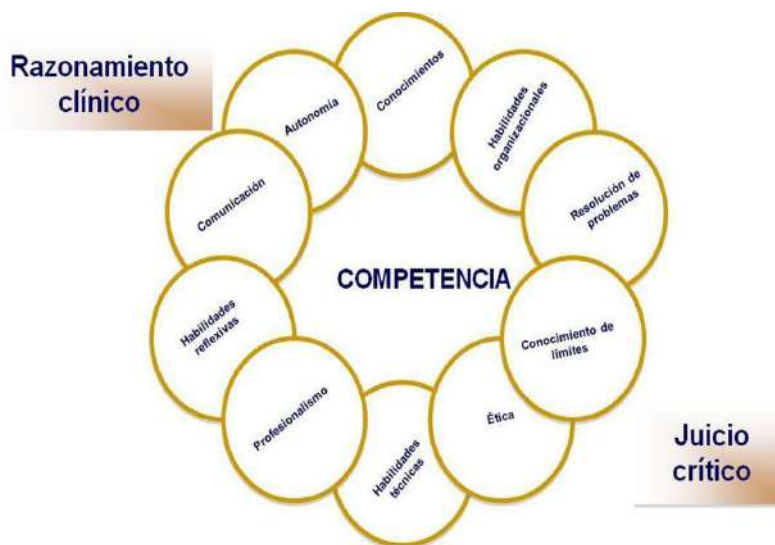 Razonamiento
clínico
Conocimientos
Autonomía
Habilidades
organizacionales
Comunicación
Resolución de
problemas
COMPETENCIA
Habilidades
reflexivas
Conocimiento de
límites
Profesionalismo
Ética
Habilidades
técnicas
Juicio
crítico